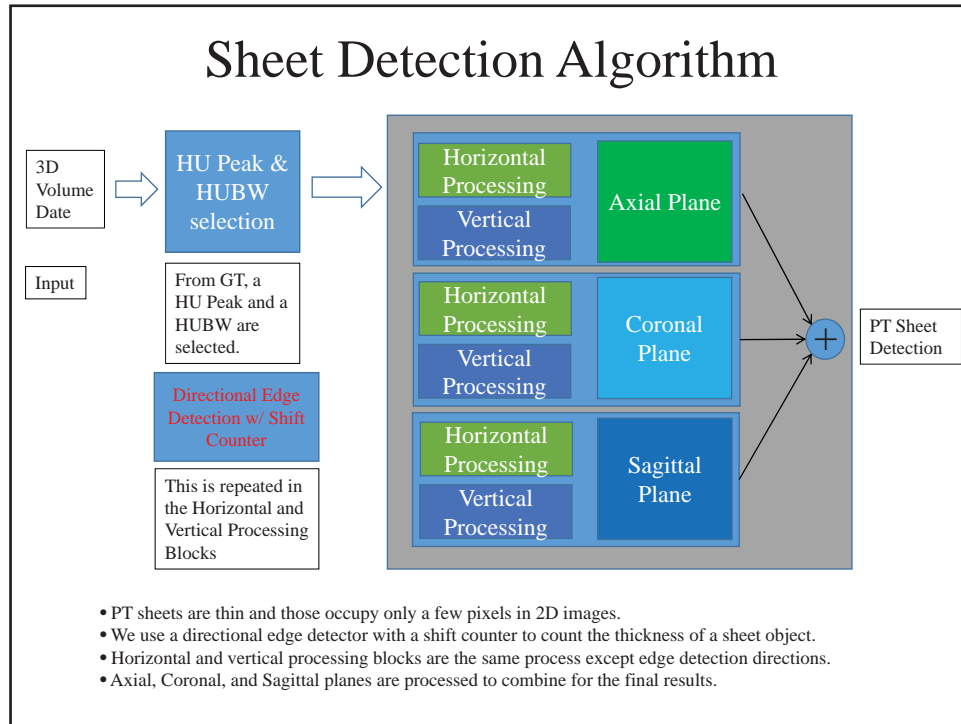 Sheet Detection Algorithm
3D
Volume
Date
Input
HU Peak &
HUBW
selection
From GT, a
HU Peak and a
HUBW are
selected.
Directional Edge
Detection w/ Shift
Counter
This is repeated in
the Horizontal and
Vertical Processing
Blocks
Horizontal
Processing
Vertical
Processing
Axial Plane
Horizontal
Processing
Vertical
Processing
Coronal
Plane
Horizontal
Processing
Vertical
Processing
Sagittal
Plane
+
PT Sheet
Detection
• PT sheets are thin and those occupy only a few pixels in 2D images.
• We use a directional edge detector with a shift counter to count the thickness of a sheet object.
• Horizontal and vertical processing blocks are the same process except edge detection directions.
• Axial, Coronal, and Sagittal planes are processed to combine for the final results.